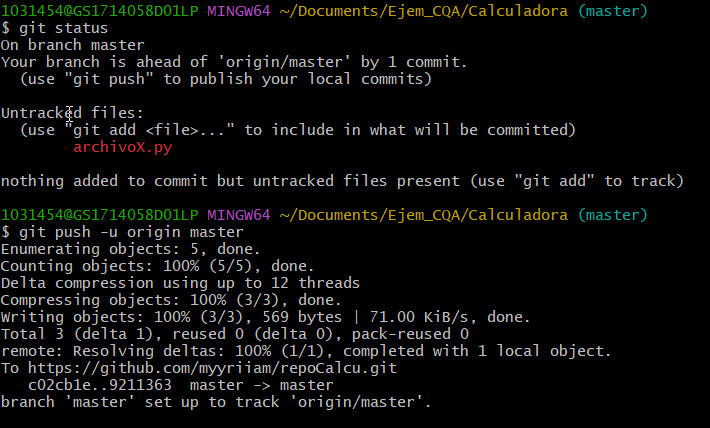 1031454@GS1714058D01LP MINGW64 ~/Documents/Ejem_CQA/Calculadora (master)
$ git status
On branch master
Your branch is ahead of 'origin/master' by 1 commit.
  (use "git push" to publish your local commits)

Untracked files:
  (use "git add <file>..." to include in what will be committed)
        archivoX.py

nothing added to commit but untracked files present (use "git add" to track)

1031454@GS1714058D01LP MINGW64 ~/Documents/Ejem_CQA/Calculadora (master)
$ git push -u origin master
Enumerating objects: 5, done.
Counting objects: 100% (5/5), done.
Delta compression using up to 12 threads
Compressing objects: 100% (3/3), done.
Writing objects: 100% (3/3), 569 bytes | 71.00 KiB/s, done.
Total 3 (delta 1), reused 0 (delta 0), pack-reused 0
remote: Resolving deltas: 100% (1/1), completed with 1 local object.
To https://github.com/myyriiam/repoCalcu.git
   c02cb1e..9211363  master -> master
branch 'master' set up to track 'origin/master'.